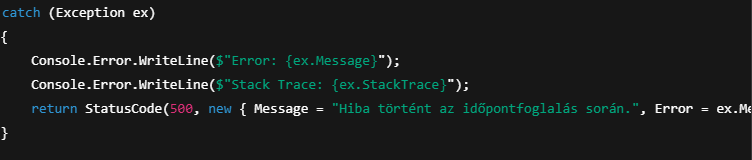 catch (Exception ex)
{
Console.Error.WriteLine($"Error: {ex.Message}");
Console.Error.WriteLine($"Stack Trace: {ex.StackTrace}");
return StatusCode(500, new { Message = "Hiba történt az időpontfoglalás során.", Error = ex.Me
}